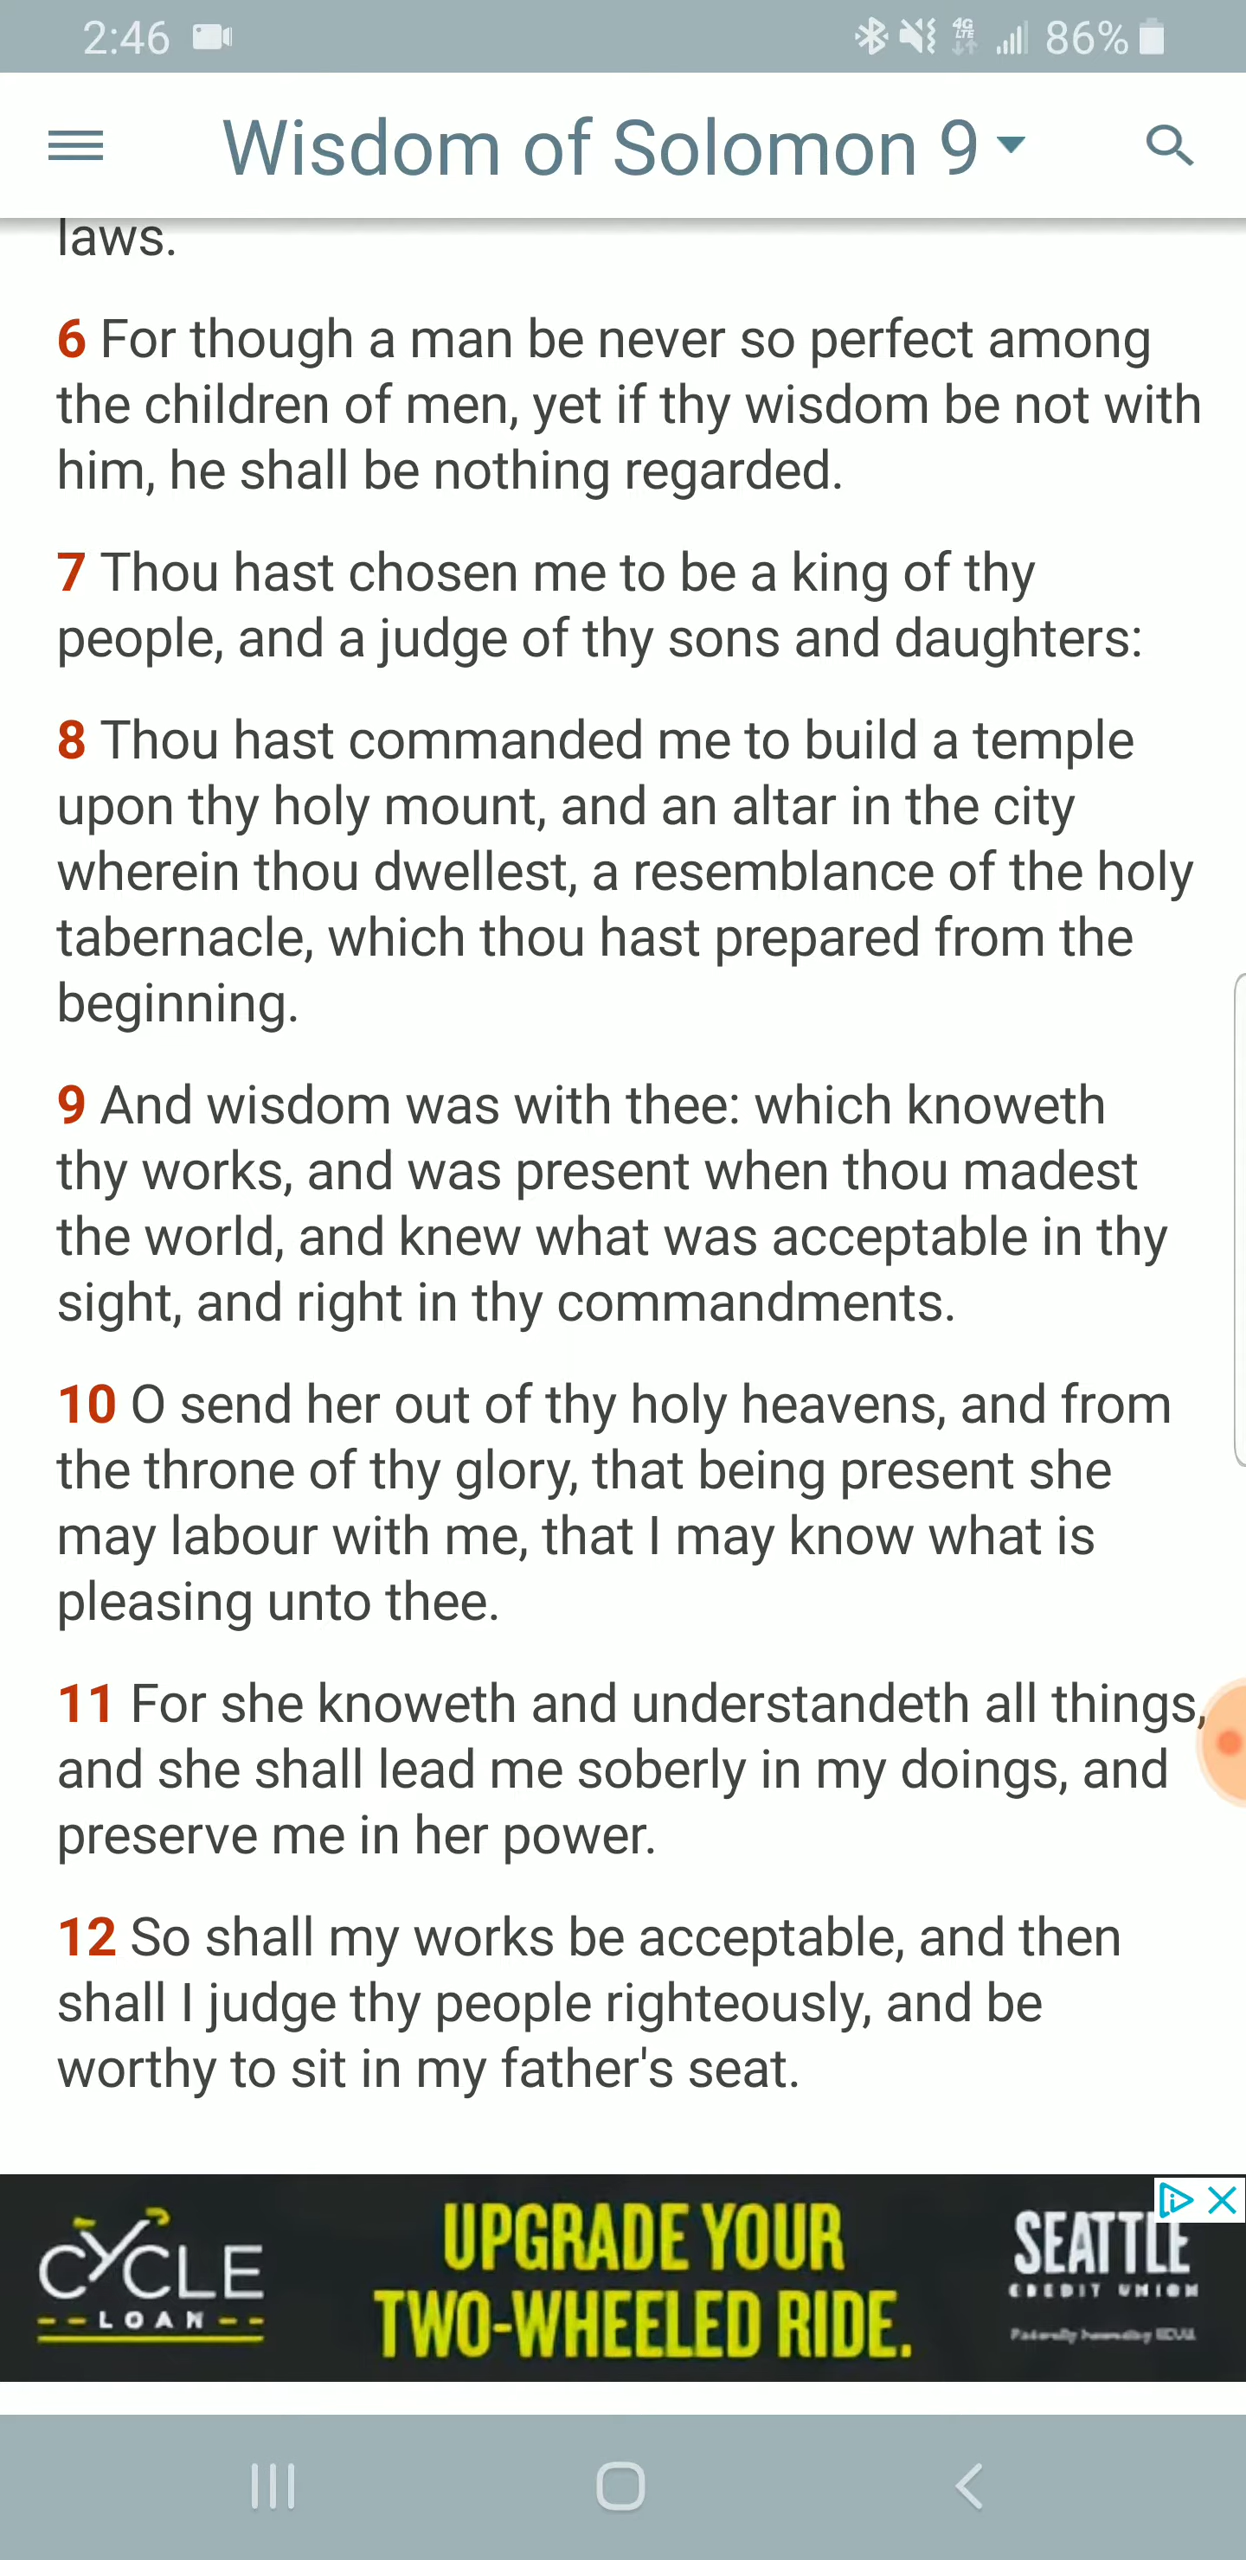 2:46 4G LTE 86%
Wisdom of Solomon 9
laws.
6 For though a man be never so perfect among
the children of men, yet if thy wisdom be not with
him, he shall be nothing regarded.
7 Thou hast chosen me to be a king of thy
people, and a judge of thy sons and daughters:
8 Thou hast commanded me to build a temple
upon thy holy mount, and an altar in the city
wherein thou dwellest, a resemblance of the holy
tabernacle, which thou hast prepared from the
beginning.
9 And wisdom was with thee: which knoweth
thy works, and was present when thou madest
the world, and knew what was acceptable in thy
sight, and right in thy commandments.
10 O send her out of thy holy heavens, and from
the throne of thy glory, that being present she
may labour with me, that I may know what is
pleasing unto thee.
11 For she knoweth and understandeth all things,
and she shall lead me soberly in my doings, and
preserve me in her power.
12 So shall my works be acceptable, and then
shall I judge thy people righteously, and be
worthy to sit in my father's seat.
CYCLE
LOAN
UPGRADE YOUR
TWO-WHEELED RIDE.
SEATTLE
CREDIT UNION